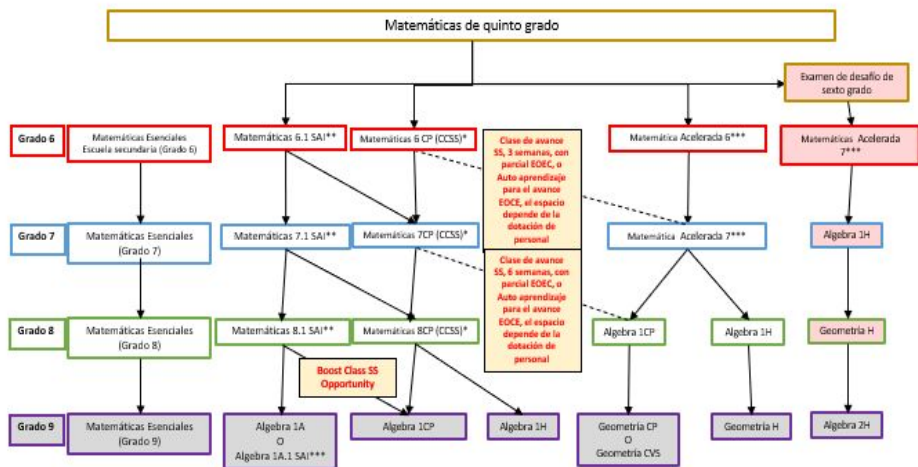 Matemáticas de quinto grado
Examen de desafío de
sexto grado
Grado 6
Matemáticas Esenciales
Escuela secundaria (Grado 6)
Matemáticas 6.1 SAI**
Matemáticas 6 CP (CCSS)*
Clase de avance
SS, 3 semanas, con
parcial EOEC, o
Auto aprendizaje
para el avance
EOCE, el espacio
depende de la
dotación de
personal
Matemática Acelerada 6***
Matemáticas Acelerada
7***
Grado 7
Matemáticas Esenciales
(Grado 7)
Matemáticas 7.1 SAI**
Matemáticas 7CP (CCSS)*
Matemática Acelerada 7***
Algebra 1H
Clase de avance
SS, 6 semanas, con
parcial EOEC, o
Auto aprendizaje
para el avance
EOCE, el espacio
depende de la
dotación de
personal
Grado 8
Matemáticas Esenciales
(Grado 8)
Matemáticas 8.1 SAI**
Matemáticas 8CP (CCSS)*
Algebra 1CP
Algebra 1H
Geometría H
Boost Class SS
Opportunity
Grado 9
Matemáticas Esenciales
(Grado 9)
Algebra 1A
O
Algebra 1A.1 SAI***
Algebra 1CP
Algebra 1H
Geometría CP
O
Geometría CVS
Geometría H
Algebra 2H